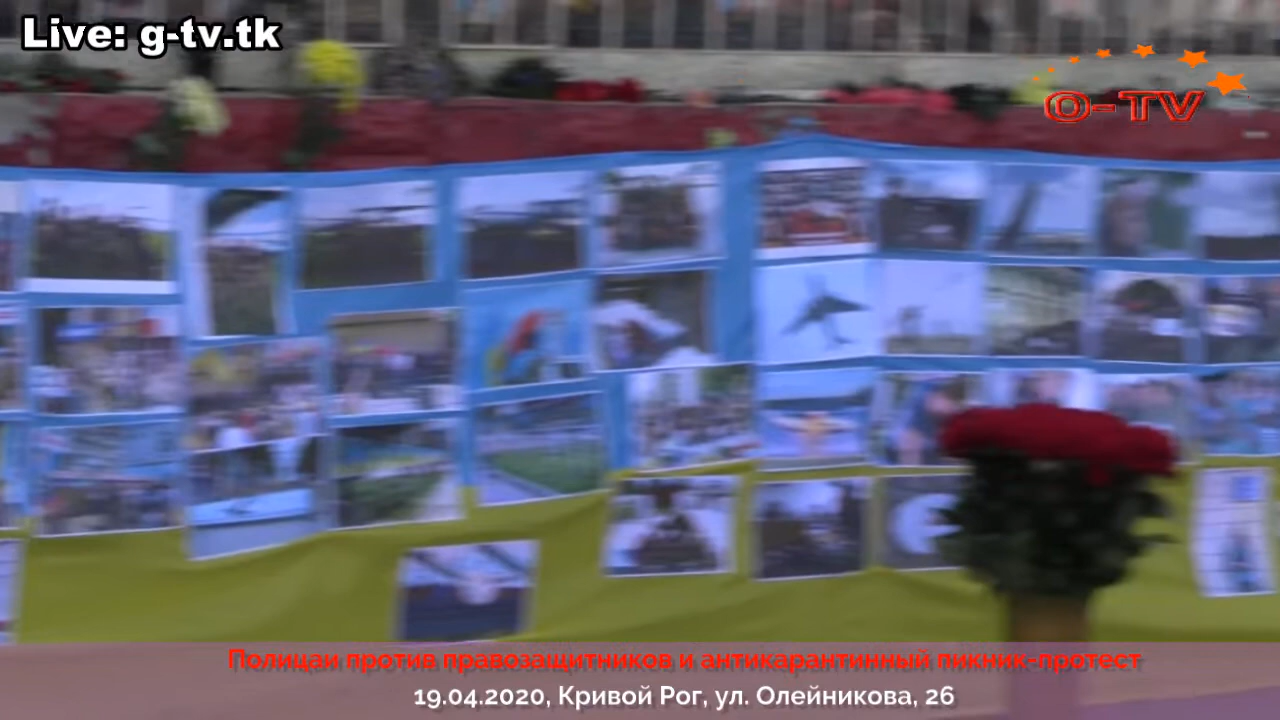 Live: g-tv.tk
O-TV
Полицаи против правозащитников и антикарантинный пикник-протест
19.04.2020, Кривой Рог, ул. Олейникова, 26